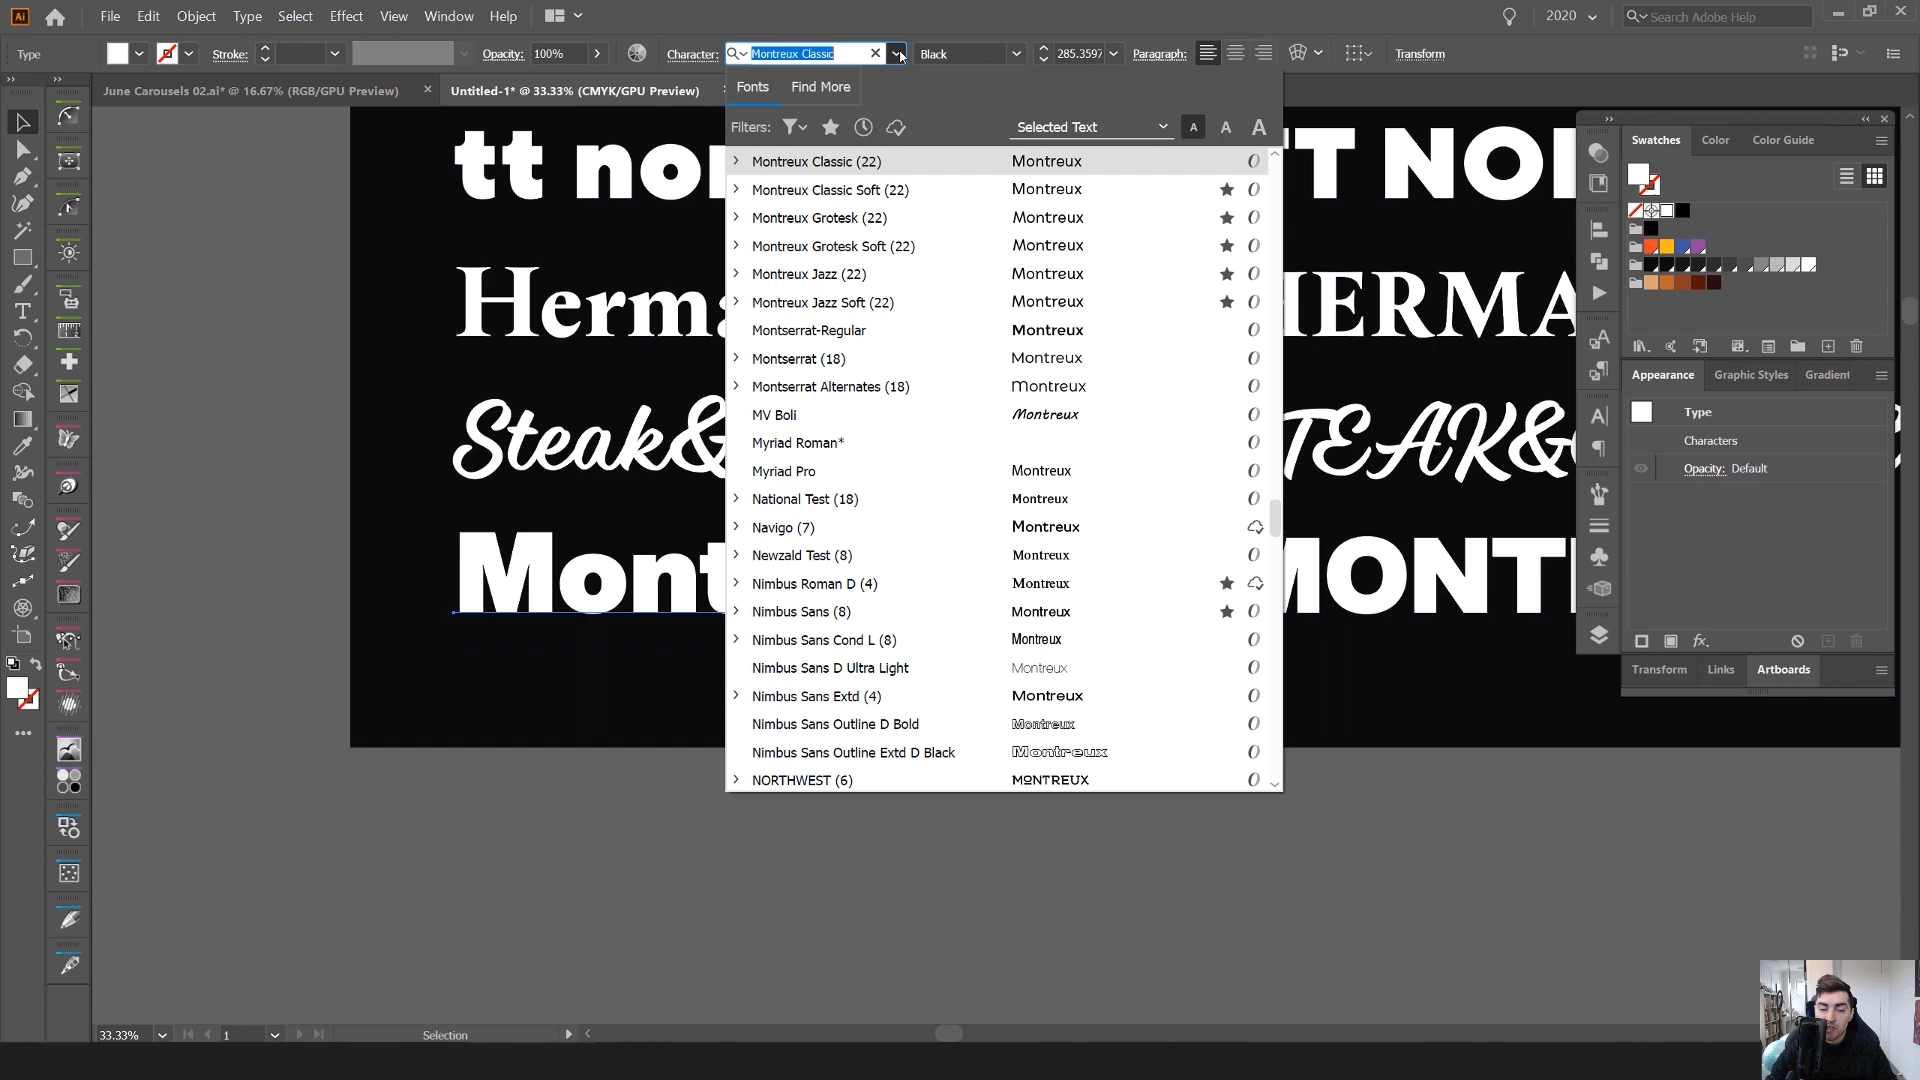 Ai File Edit Object Type Select Effect View Window Help 2020 Search Adobe Help
Type Stroke: Opacity: 100% Character: Montreux Classic Black 285.3597 Paragraph: Transform
June Carousels 02.ai* @ 16.67% (RGB/GPU Preview) Untitled-1* @ 33.33% (CMYK/GPU Preview)
Fonts Find More
Filters: Selected Text A A A
Montreux Classic (22) Montreux
Montreux Classic Soft (22) Montreux
Montreux Grotesk (22) Montreux
Montreux Grotesk Soft (22) Montreux
Montreux Jazz (22) Montreux
Montreux Jazz Soft (22) Montreux
Montserrat-Regular Montreux
Montserrat (18) Montreux
Montserrat Alternates (18) Montreux
MV Boli Montreux
Myriad Roman*
Myriad Pro Montreux
National Test (18) Montreux
Navigo (7) Montreux
Newzald Test (8) Montreux
Nimbus Roman D (4) Montreux
Nimbus Sans (8) Montreux
Nimbus Sans Cond L (8) Montreux
Nimbus Sans D Ultra Light Montreux
Nimbus Sans Extd (4) Montreux
Nimbus Sans Outline D Bold Montreux
Nimbus Sans Outline Extd D Black Montreux
NORTHWEST (6) MONTREUX
tt no
T NO
Herm
HERMA
Steak&
TEAK&
Mont
MONT
Swatches Color Color Guide
Appearance Graphic Styles Gradient
Type
Characters
Opacity: Default
fx
Transform Links Artboards
33.33% 1 Selection